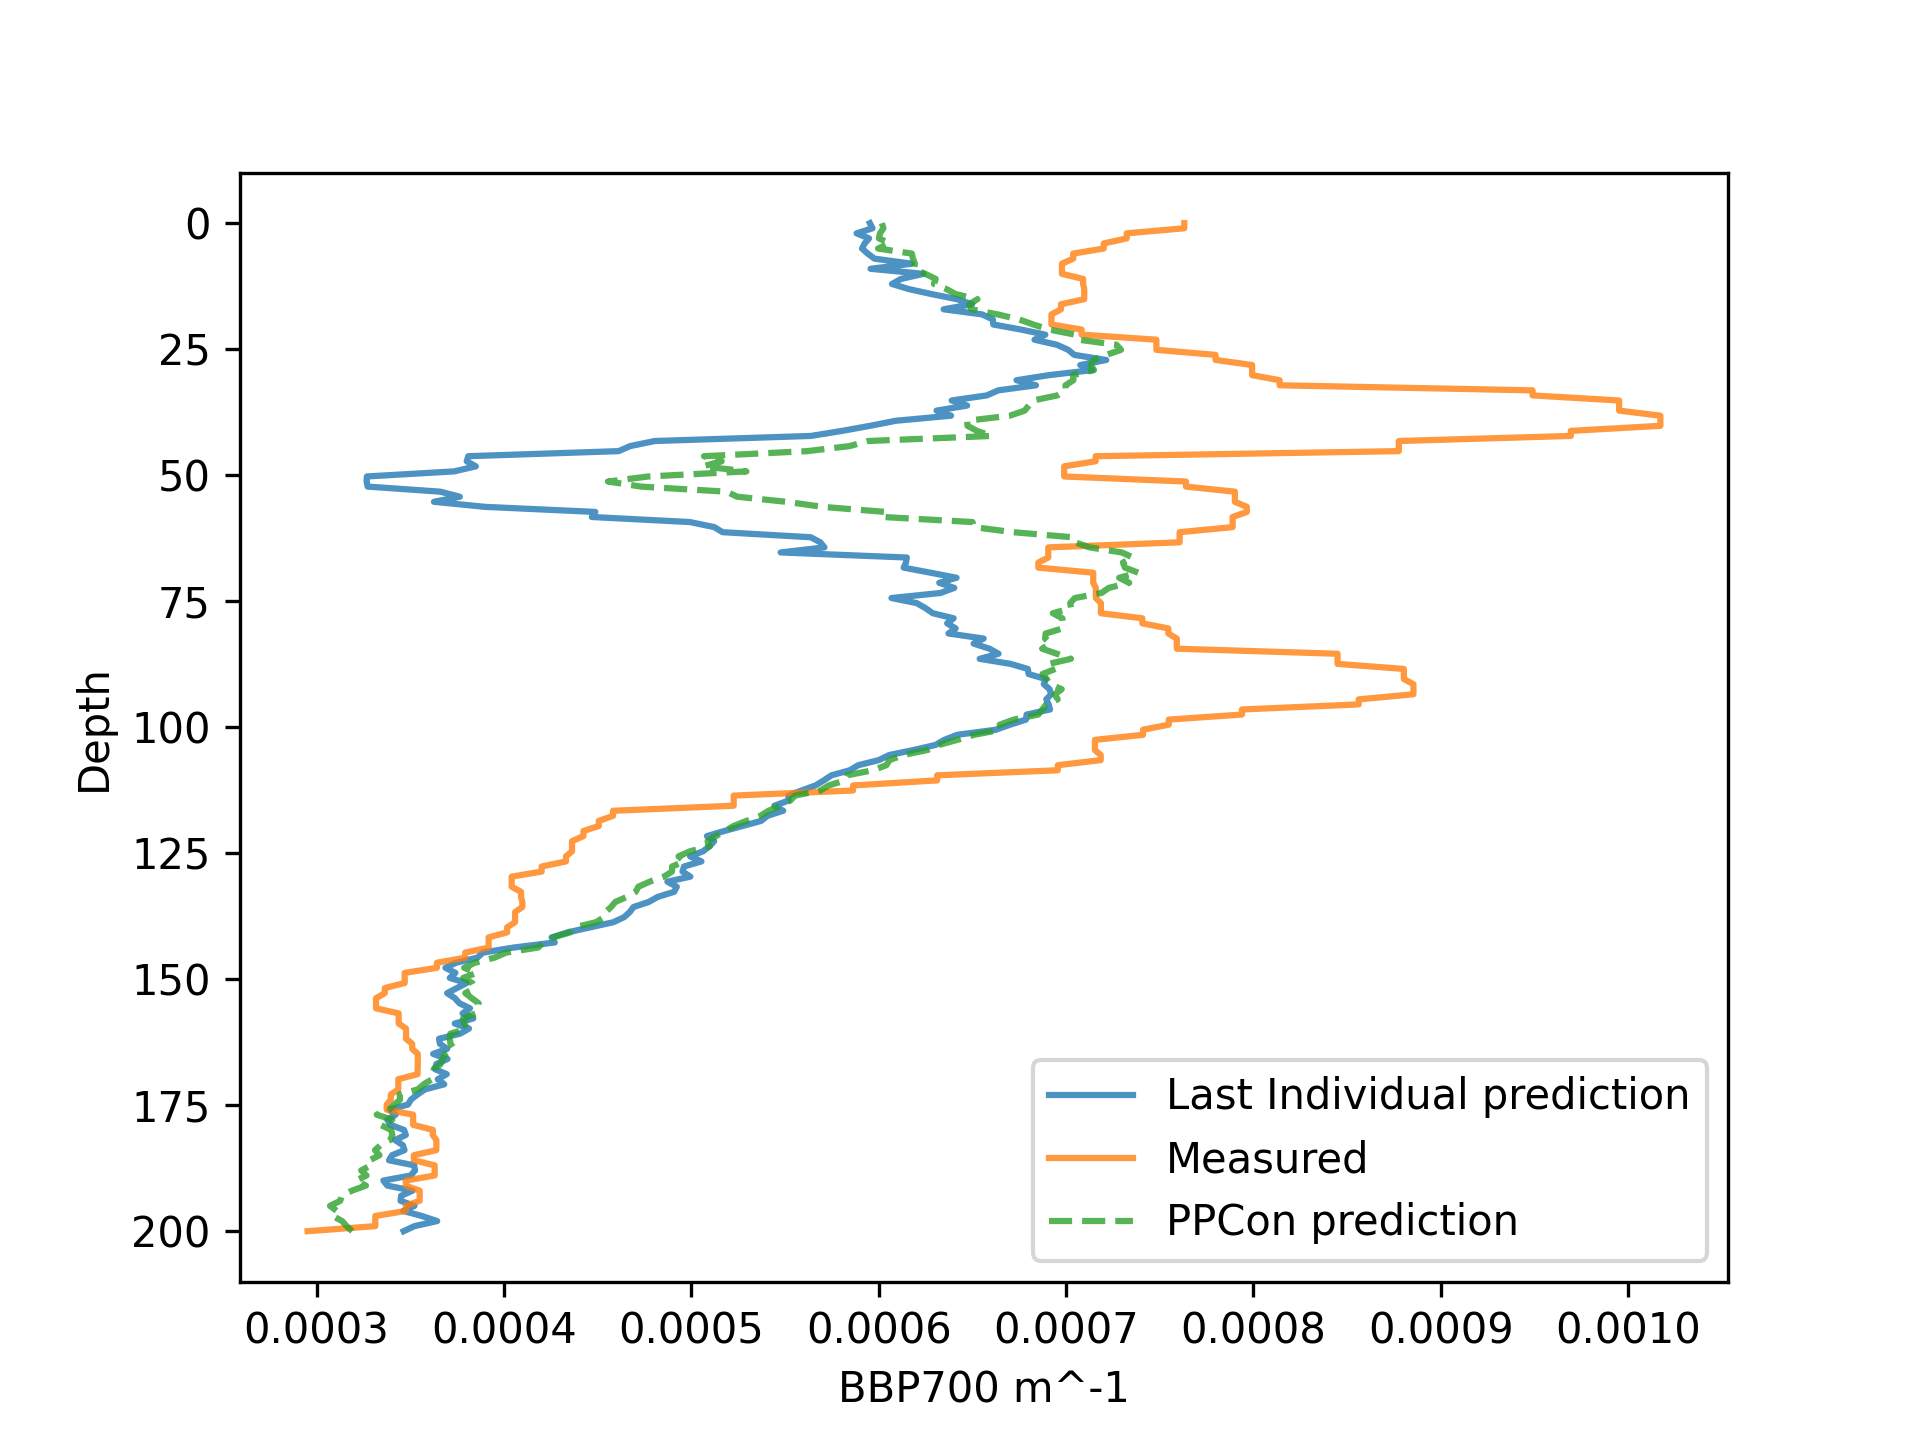 0
25
50
75
100
125
150
175
200
Depth
0.0003 0.0004 0.0005 0.0006 0.0007 0.0008 0.0009 0.0010
BBP700 m^-1
Last Individual prediction
Measured
PPCon prediction